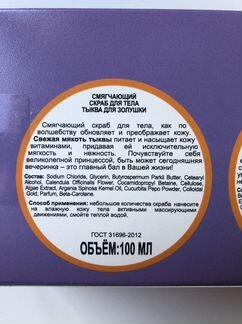 СМЯГЧАЮЩИЙ
СКРАБ ДЛЯ ТЕЛА
ТЫКВА ДЛЯ ЗОЛУШКИ
Смягчающий скраб для тела, как по
волшебству обновляет и преображает кожу.
Свежая мякоть тыквы питает и насыщает кожу
витаминами, придавая ей исключительную
мягкость и нежность. Почувствуйте себя
великолепной принцессой, быть может сегодняшняя
вечеринка – это главный бал в Вашей жизни!
Состав: Sodium Chloride, Glycerin, Butyrospermum Parkii Butter, Cetearyl
Alcohol, Calendula Officinalis Flower, Cocamidopropyl Betaine, Cellulose,
Algae Extract, Argania Spinosa Kernel Oil, Cucurbita Pepo Powder, Colloidal
Gold, Parfum, Beta-Carotene.
Способ применения: небольшое количество скраба нанесите
на влажную кожу тела активными массирующими
движениями, смойте теплой водой.
ГОСТ 31696-2012
ОБЪЁМ:100 МЛ